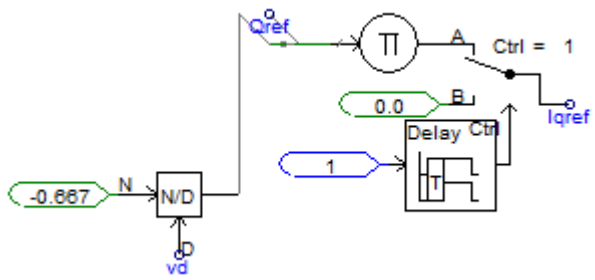 Qref
Π
A
Ctrl = 1
0.0
B
Iqref
Delay
Ctrl
1
T
-0.667
N
N/D
D
vd